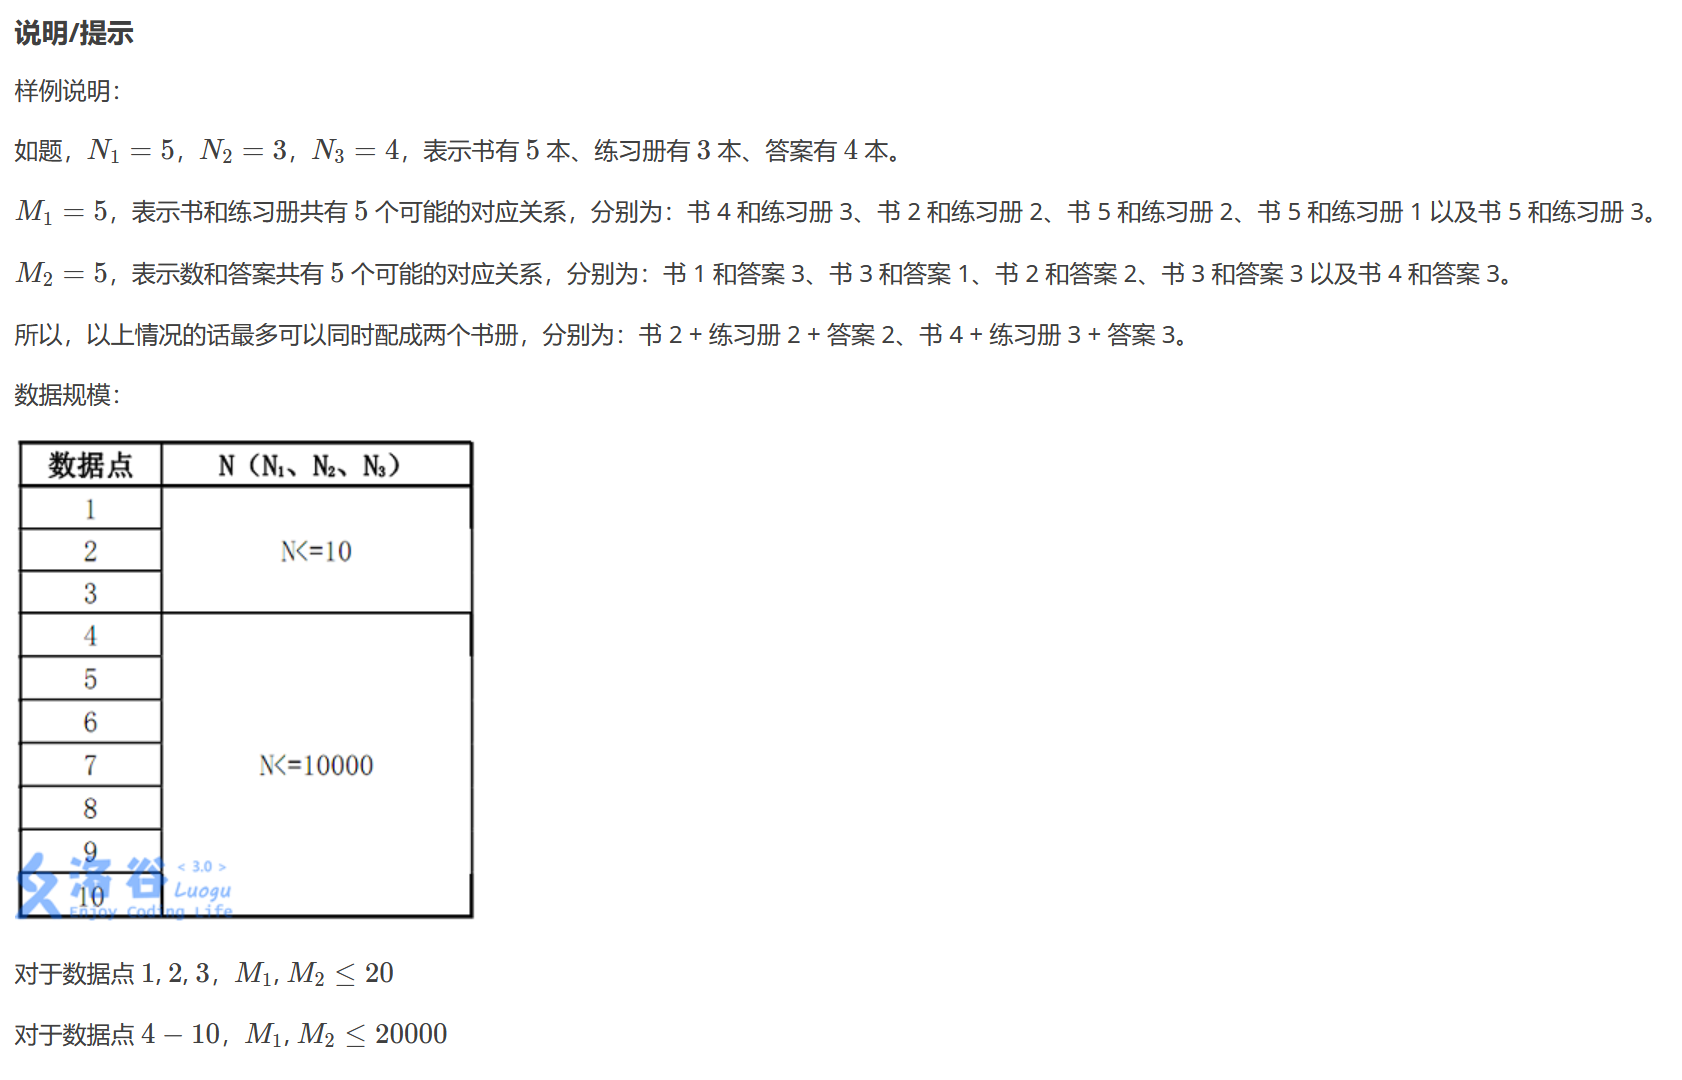 说明/提示
样例说明：
如题，N₁ = 5，N₂ = 3，N₃ = 4，表示书有 5 本、练习册有 3 本、答案有 4 本。
M₁ = 5，表示书和练习册共有 5 个可能的对应关系，分别为：书 4 和练习册 3、书 2 和练习册 2、书 5 和练习册 2、书 5 和练习册 1 以及书 5 和练习册 3。
M₂ = 5，表示数和答案共有 5 个可能的对应关系，分别为：书 1 和答案 3、书 3 和答案 1、书 2 和答案 2、书 3 和答案 3 以及书 4 和答案 3。
所以，以上情况的话最多可以同时配成两个书册，分别为：书 2 + 练习册 2 + 答案 2、书 4 + 练习册 3 + 答案 3。
数据规模：
数据点 N（N₁、N₂、N₃）
1
2 N<=10
3
4
5
6
7 N<=10000
8
9
10
洛谷 < 3.0 >
Luogu
Enjoy Coding Life
对于数据点 1, 2, 3，M₁, M₂ ≤ 20
对于数据点 4 − 10，M₁, M₂ ≤ 20000